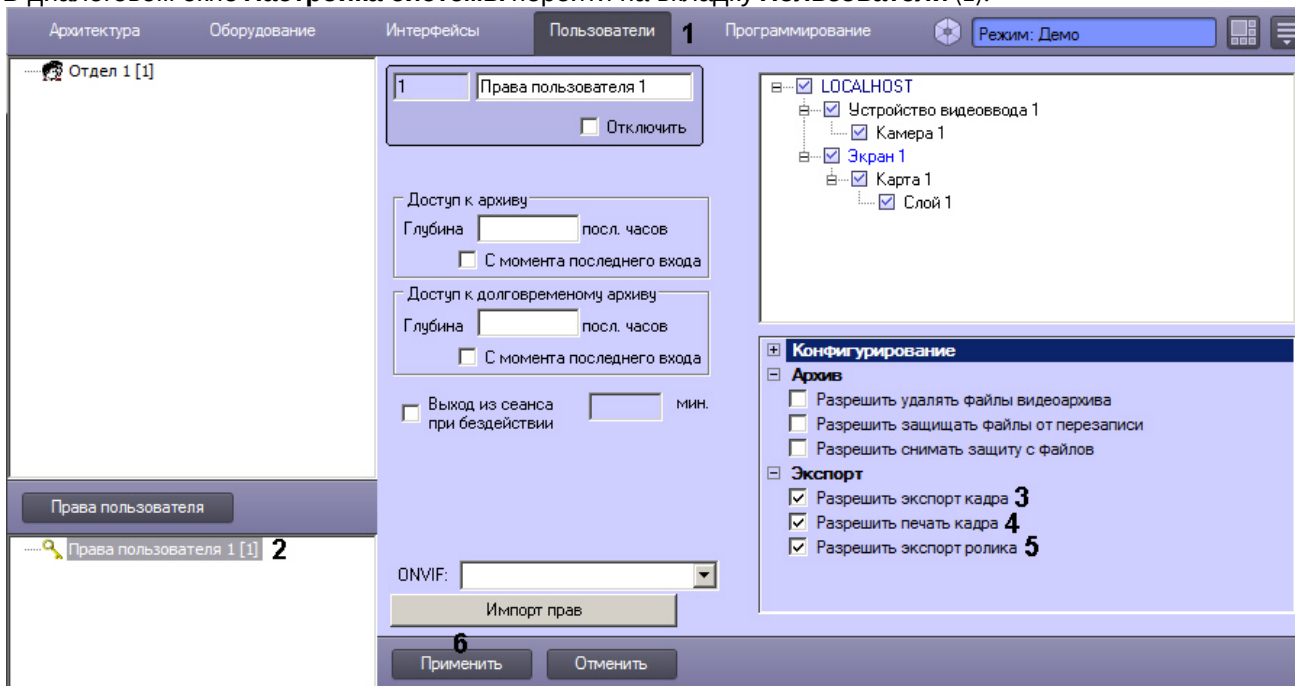 В диалоговом окне Настройка системы перейти на вкладку Пользователи (1).
Архитектура Оборудование Интерфейсы Пользователи 1 Программирование Режим: Демо
Отдел 1 [1]
1 Права пользователя 1
Отключить
LOCALHOST
Устройство видеоввода 1
Камера 1
Экран 1
Карта 1
Слой 1
Доступ к архиву
Глубина посл. часов
С момента последнего входа
Доступ к долговременому архиву
Глубина посл. часов
С момента последнего входа
Выход из сеанса при бездействии мин.
Конфигурирование
Архив
Разрешить удалять файлы видеоархива
Разрешить защищать файлы от перезаписи
Разрешить снимать защиту с файлов
Экспорт
Разрешить экспорт кадра 3
Разрешить печать кадра 4
Разрешить экспорт ролика 5
Права пользователя
Права пользователя 1 [1] 2
ONVIF:
Импорт прав
6
Применить Отменить